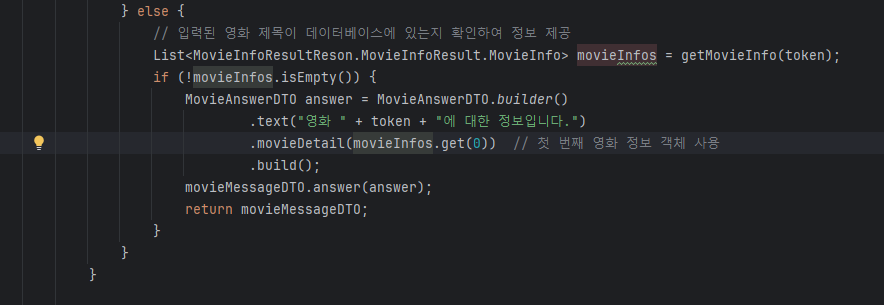 } else {
// 입력된 영화 제목이 데이터베이스에 있는지 확인하여 정보 제공
List<MovieInfoResultReson.MovieInfoResult.MovieInfo> movieInfos = getMovieInfo(token);
if (!movieInfos.isEmpty()) {
MovieAnswerDTO answer = MovieAnswerDTO.builder()
.text("영화 " + token + "에 대한 정보입니다.")
.movieDetail(movieInfos.get(0))  // 첫 번째 영화 정보 객체 사용
.build();
movieMessageDTO.answer(answer);
return movieMessageDTO;
}
}
}